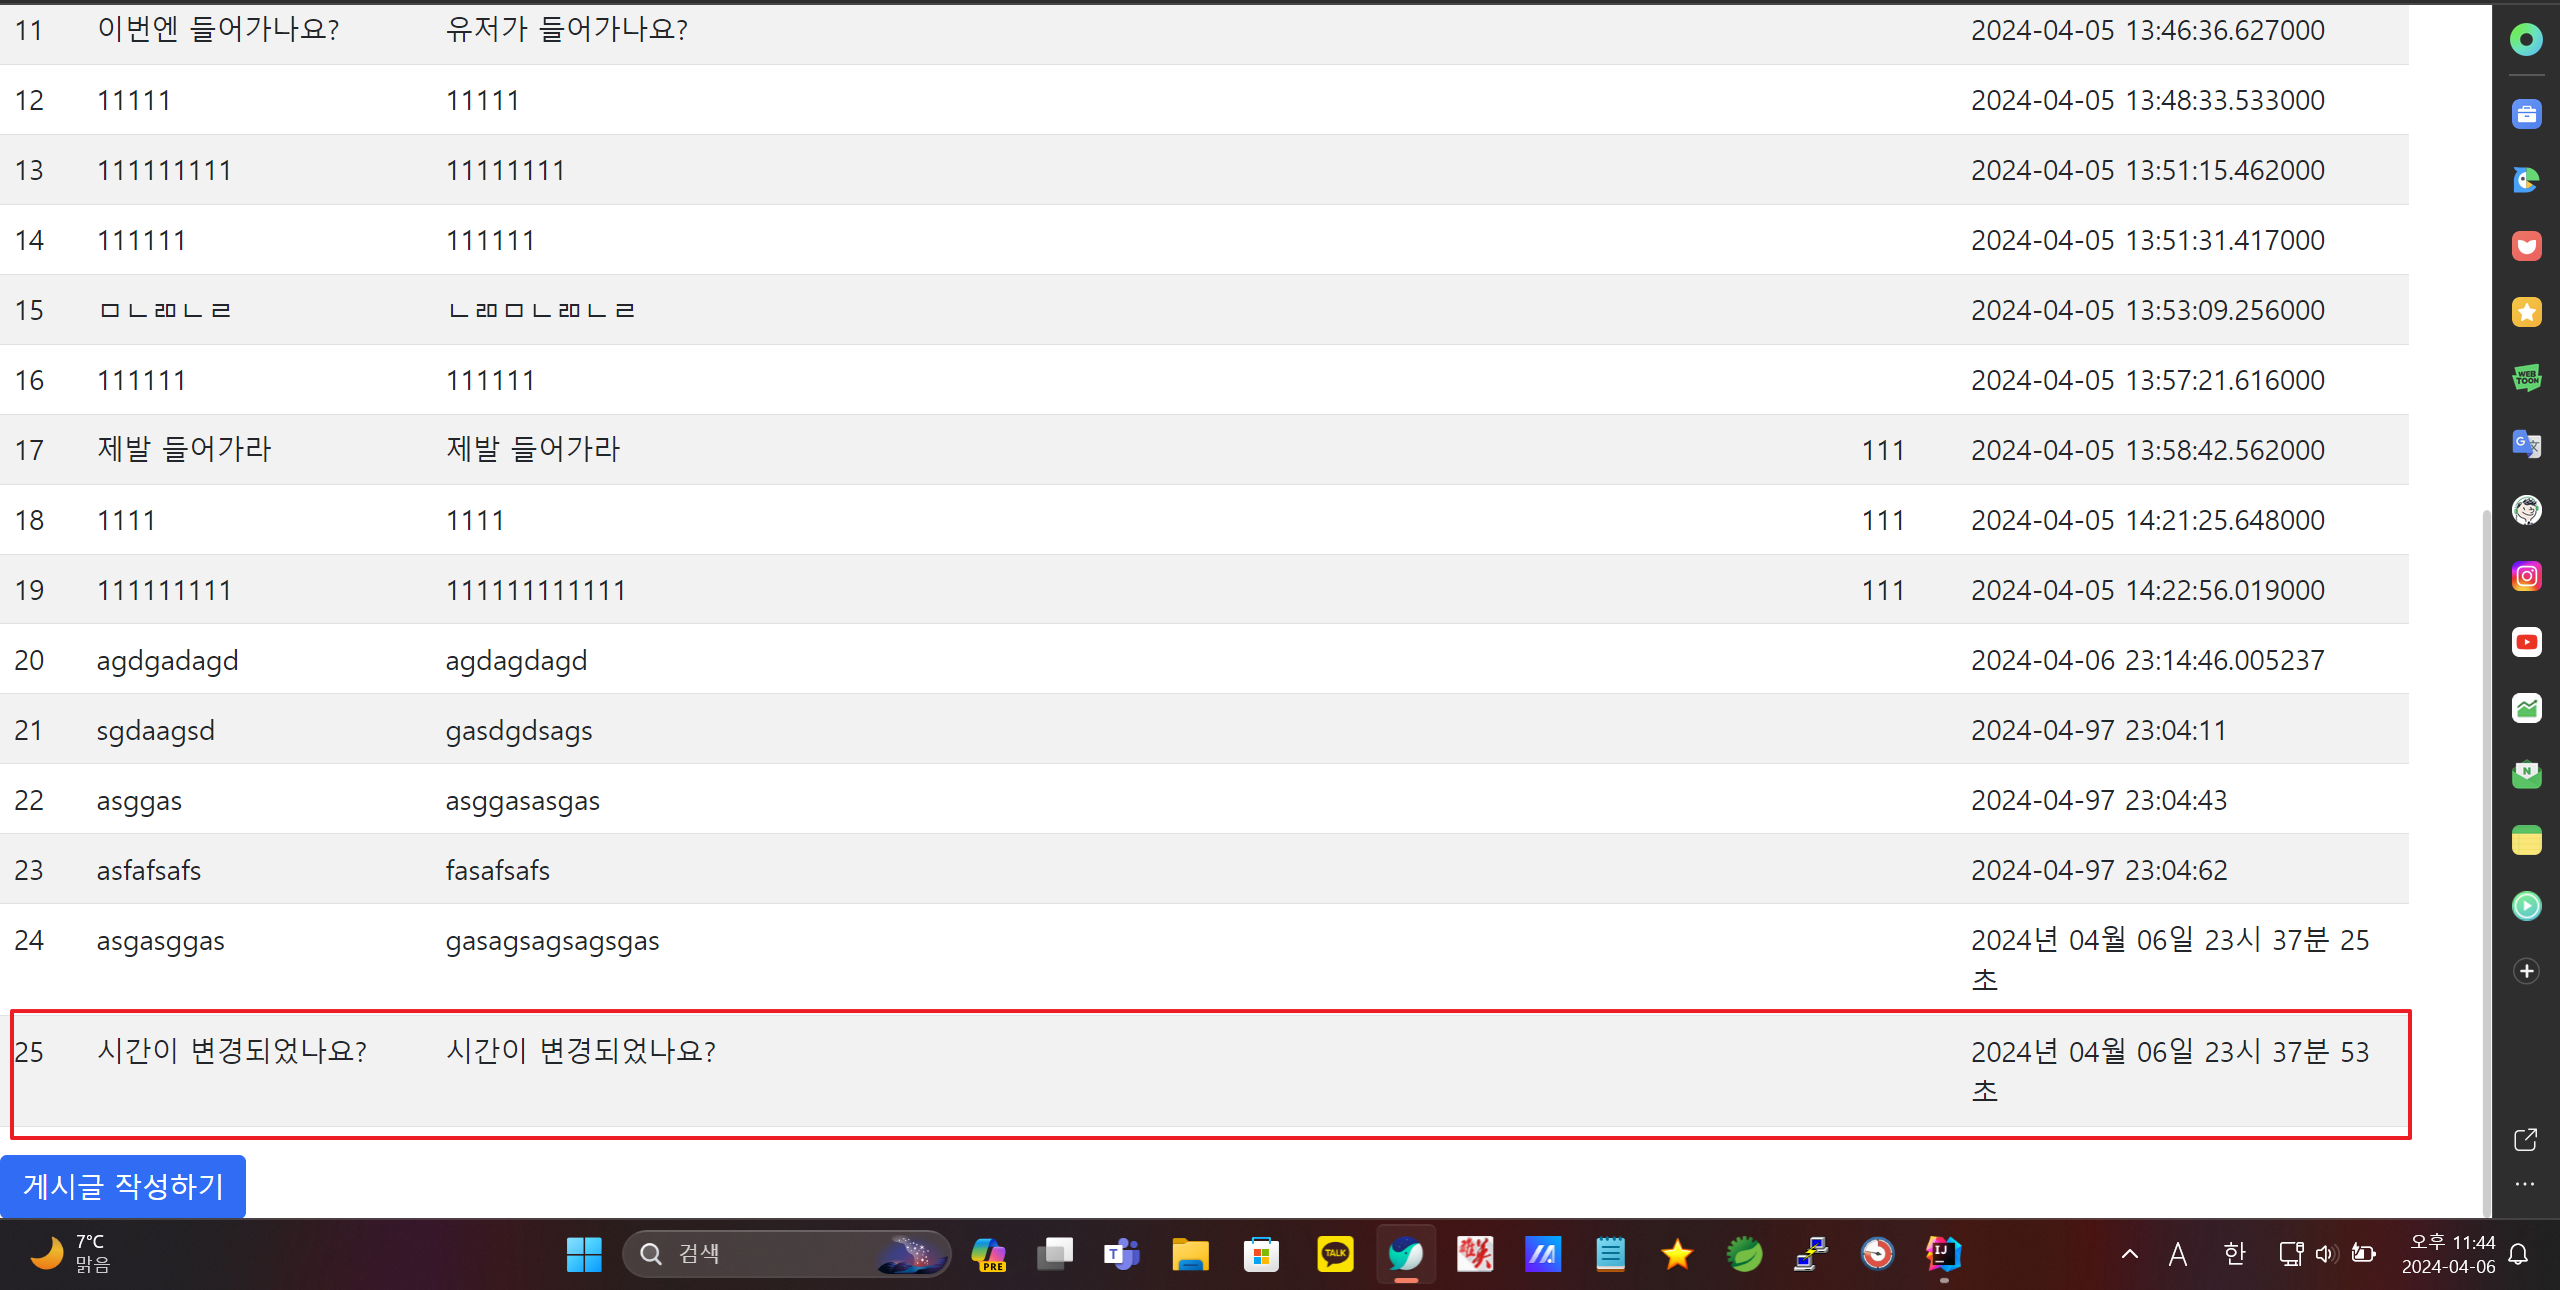 11 이번엔 들어가나요? 유저가 들어가나요? 2024-04-05 13:46:36.627000
12 11111 11111 2024-04-05 13:48:33.533000
13 111111111 11111111 2024-04-05 13:51:15.462000
14 111111 111111 2024-04-05 13:51:31.417000
15 ㅁㄴㄻㄴㄹ ㄴㄻㅁㄴㄻㄴㄹ 2024-04-05 13:53:09.256000
16 111111 111111 2024-04-05 13:57:21.616000
17 제발 들어가라 제발 들어가라 111 2024-04-05 13:58:42.562000
18 1111 1111 111 2024-04-05 14:21:25.648000
19 111111111 111111111111 111 2024-04-05 14:22:56.019000
20 agdgadagd agdagdagd 2024-04-06 23:14:46.005237
21 sgdaagsd gasdgdsags 2024-04-97 23:04:11
22 asggas asggasasgas 2024-04-97 23:04:43
23 asfafsafs fasafsafs 2024-04-97 23:04:62
24 asgasggas gasagsagsagsgas 2024년 04월 06일 23시 37분 25
초
25 시간이 변경되었나요? 시간이 변경되었나요? 2024년 04월 06일 23시 37분 53
초
게시글 작성하기
WEB
TOON
G 文
N
7°C
맑음
검색
PRE
T
TALK
IJ
A 한
오후 11:44
2024-04-06